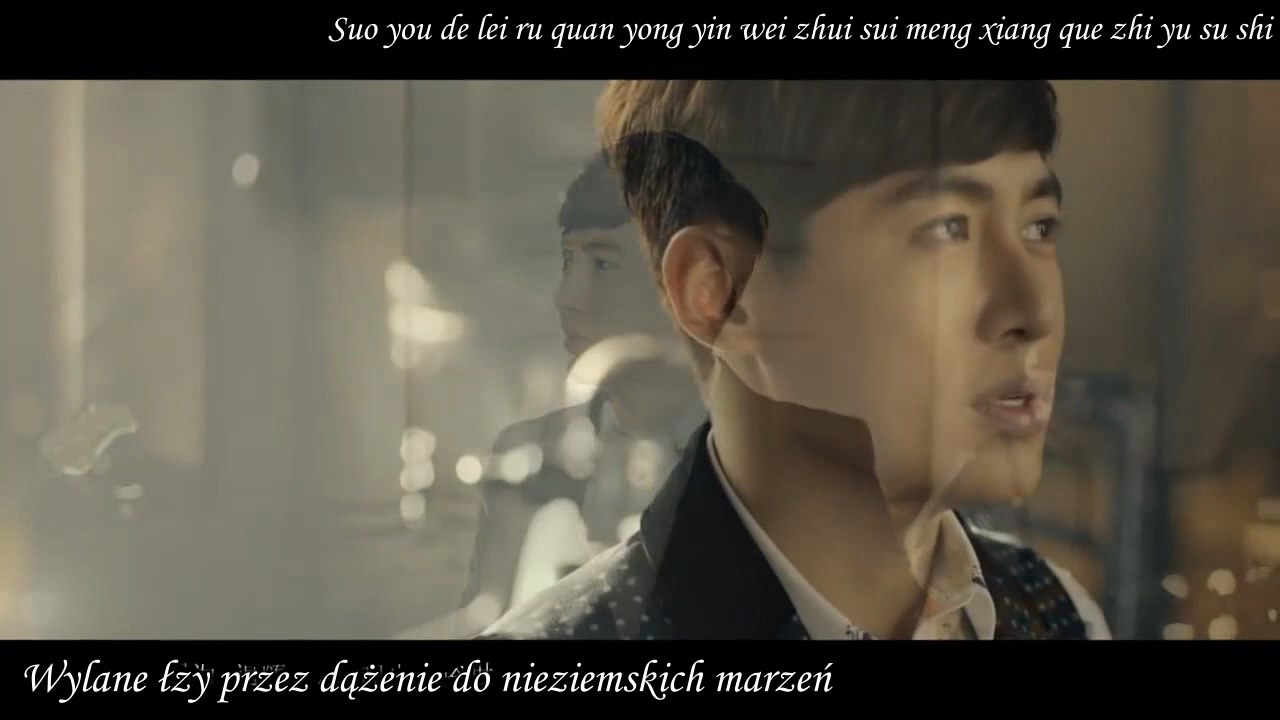 Suo you de lei ru quan yong yin wei zhui sui meng xiang que zhi yu su shi
Wylane łzy przez dążenie do nieziemskich marzeń